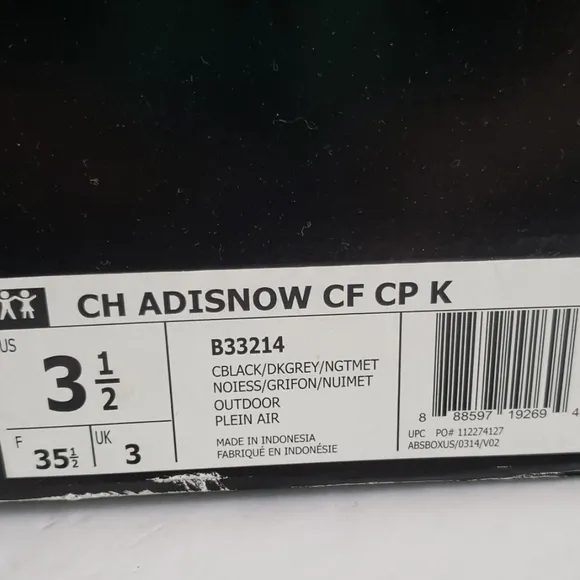 CH ADISNOW CF CP K
US
3 1/2
F
35 1/2
UK
3
B33214
CBLACK/DKGREY/NGTMET
NOIESS/GRIFON/NUIMET
OUTDOOR
PLEIN AIR
MADE IN INDONESIA
FABRIQUÉ EN INDONÉSIE
8 88597 19269 4
UPC PO# 112274127
ABSBOXUS/0314/V02